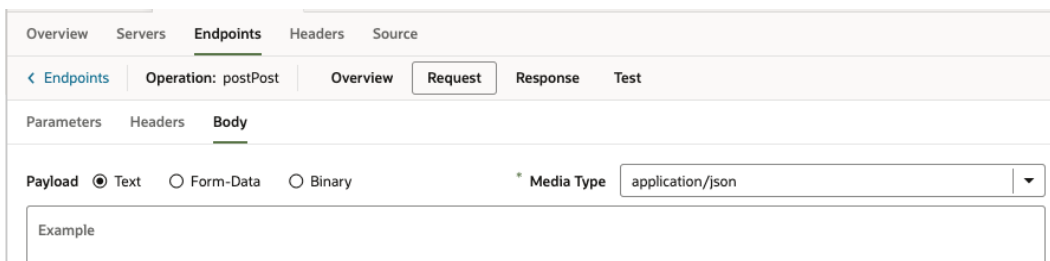 Overview Servers Endpoints Headers Source
Endpoints Operation: postPost Overview Request Response Test
Parameters Headers Body
Payload Text Form-Data Binary * Media Type application/json
Example